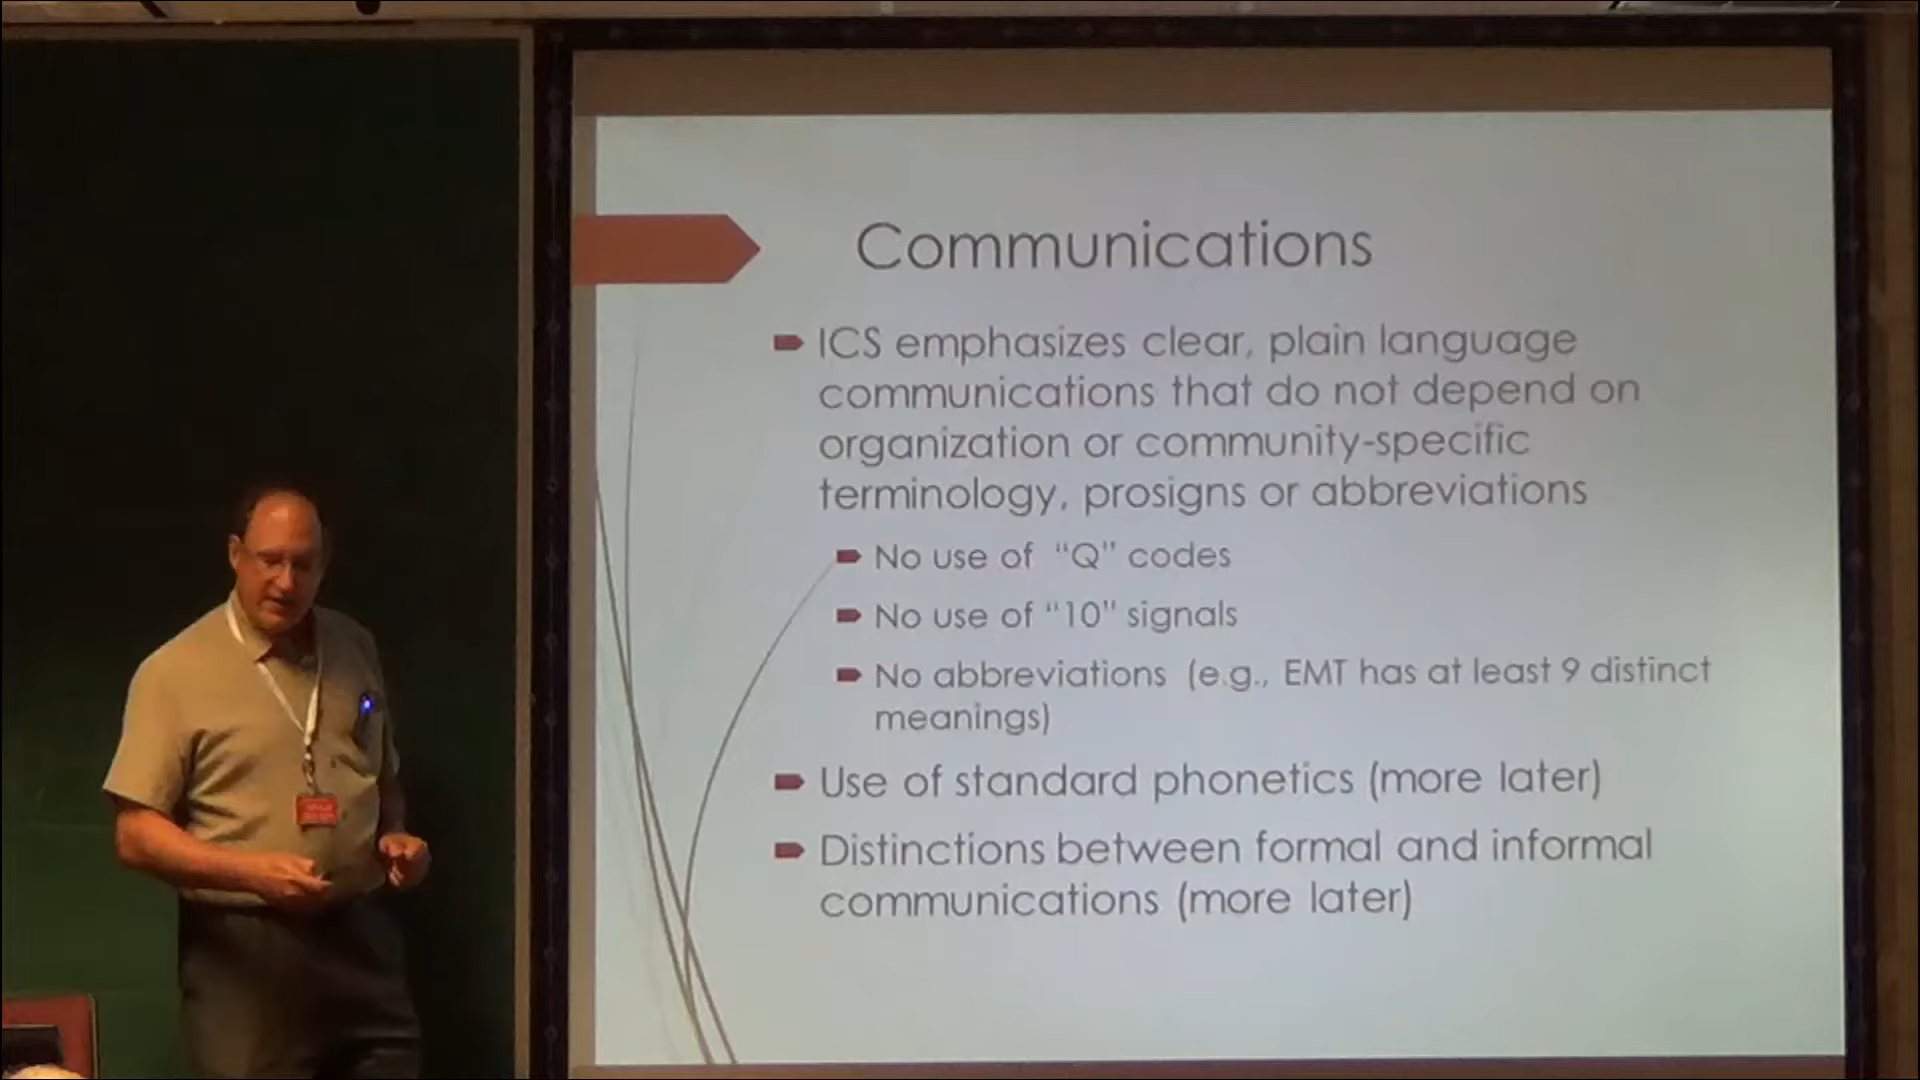 Communications
ICS emphasizes clear, plain language
communications that do not depend on
organization or community-specific
terminology, prosigns or abbreviations
No use of “Q” codes
No use of “10” signals
No abbreviations (e.g., EMT has at least 9 distinct
meanings)
Use of standard phonetics (more later)
Distinctions between formal and informal
communications (more later)